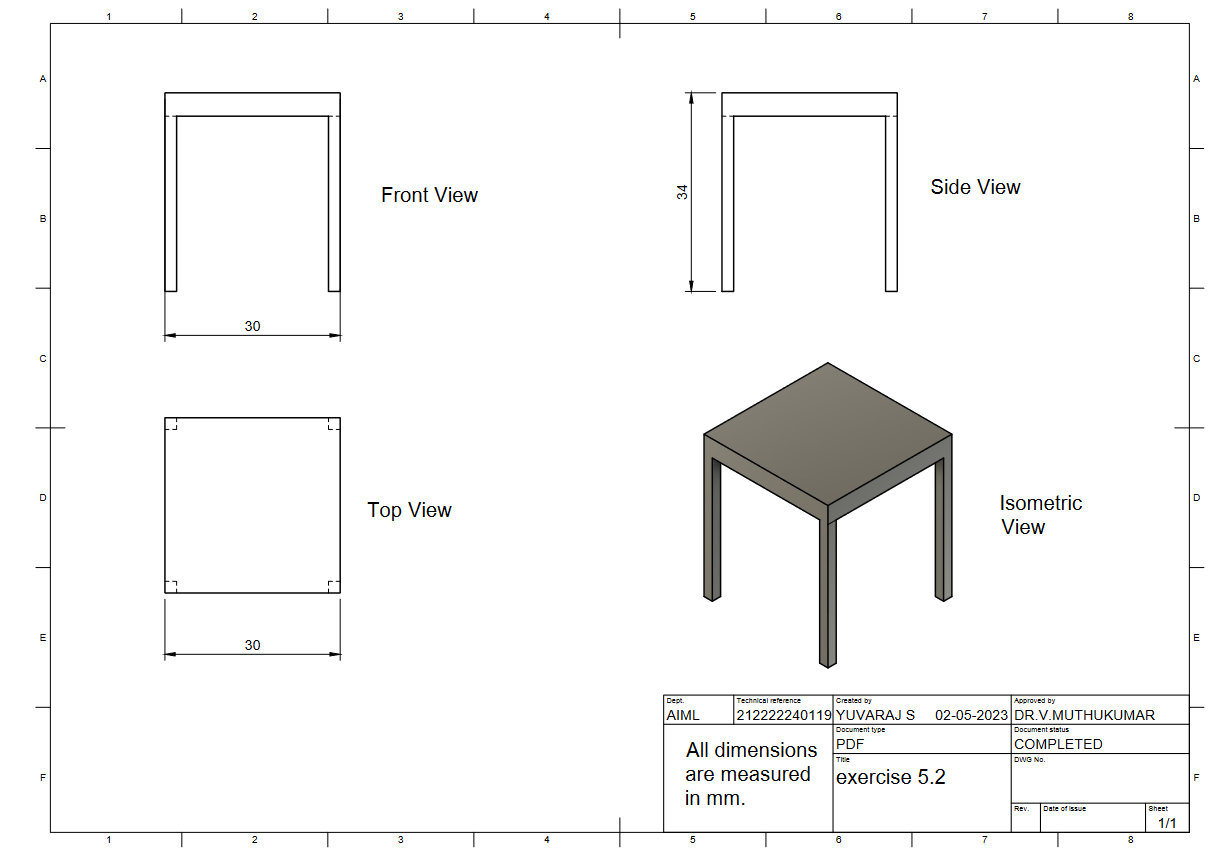 1 2 3 4 5 6 7 8
A A
B B
C C
D D
E E
F F
Front View
34
Side View
30
Top View
30
Isometric
View
Dept.
AIML
Technical reference
212222240119
Created by
YUVARAJ S 02-05-2023
Approved by
DR.V.MUTHUKUMAR
All dimensions
are measured
in mm.
Document type
PDF
Document status
COMPLETED
Title
exercise 5.2
DWG No.
Rev.
Date of issue
Sheet
1/1
1 2 3 4 5 6 7 8